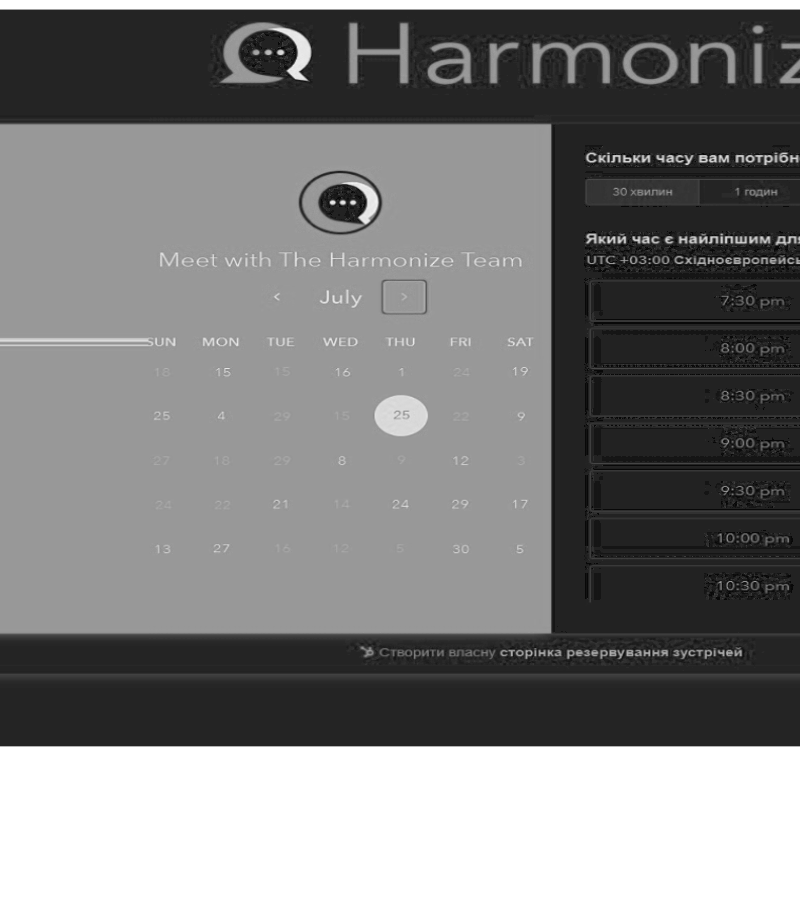 Harmoniz
Meet with The Harmonize Team
< July >
SUN MON TUE WED THU FRI SAT
18 15 15 16 1 24 19
25 4 29 15 25 22 9
27 18 29 8 9 12 3
24 22 21 14 24 29 17
13 27 16 12 5 30 5
Скільки часу вам потрібн
30 хвилин 1 годин
Який час є найліпшим для
UTC +03:00 Східноєвропейсь
7:30 pm
8:00 pm
8:30 pm
9:00 pm
9:30 pm
10:00 pm
10:30 pm
Створити власну сторінка резервування зустрічей